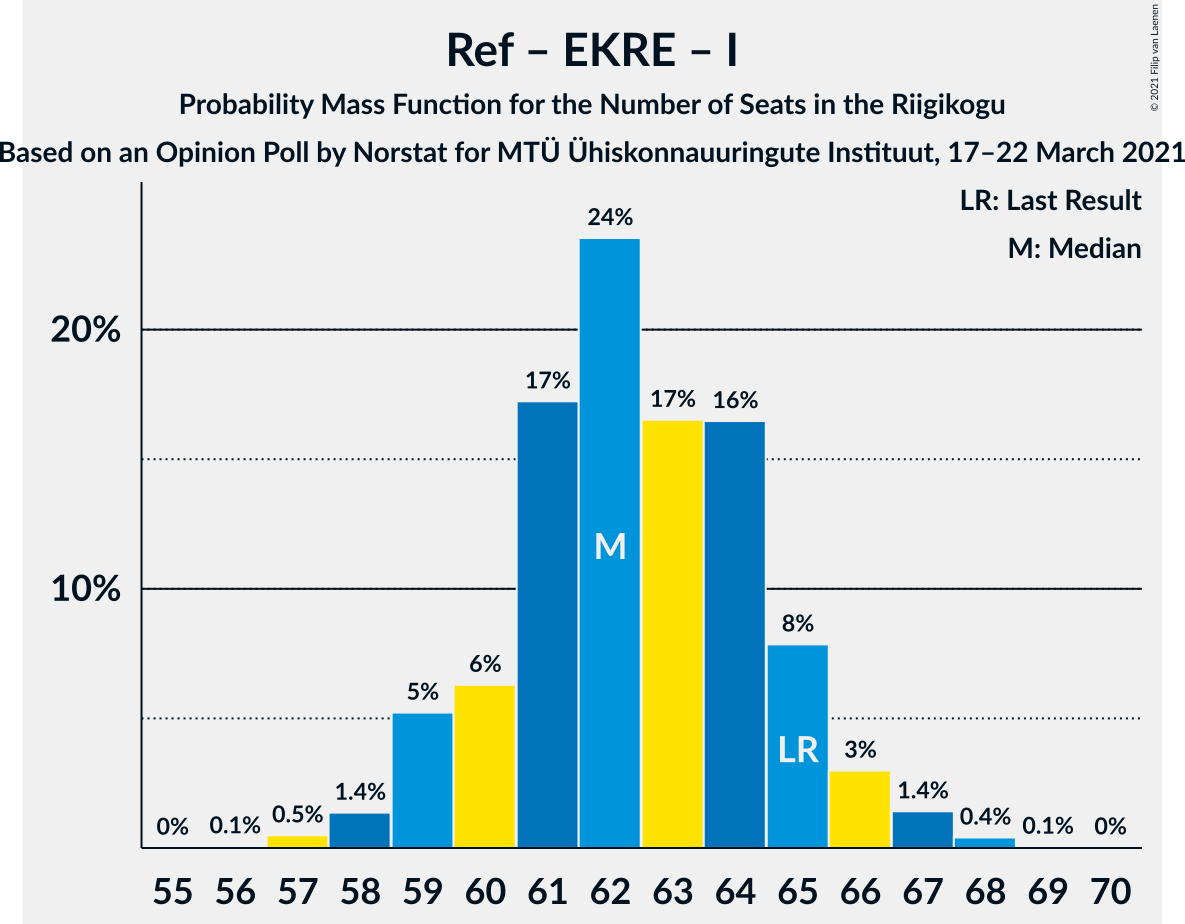 Ref – EKRE – I
Probability Mass Function for the Number of Seats in the Riigikogu
Based on an Opinion Poll by Norstat for MTÜ Ühiskonnauuringute Instituut, 17–22 March 2021
© 2021 Filip van Laenen
LR: Last Result
M: Median
24%
20%
17%
17%
16%
M
10%
8%
6%
5%
LR
3%
1.4%
1.4%
0.5%
0.4%
0%
0.1%
0.1%
0%
55 56 57 58 59 60 61 62 63 64 65 66 67 68 69 70